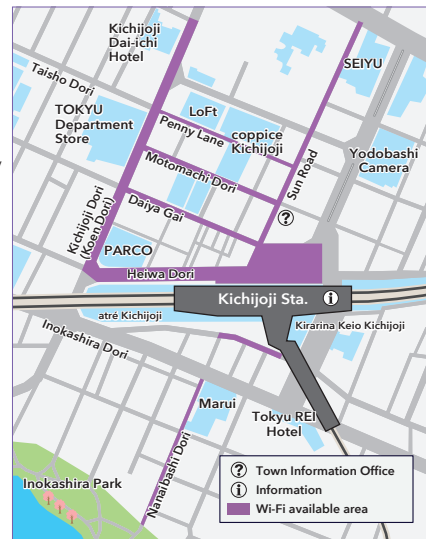 Kichijoji
Dai-ichi
Hotel
Taisho Dori
SEIYU
LoFt
TOKYU
Department
Store
Penny Lane
coppice
Kichijoji
Sun Road
Yodobashi
Camera
Motomachi Dori
Daiya Gai
Kichijoji Dori
(Koen Dori)
?
PARCO
Heiwa Dori
Kichijoji Sta.
i
atré Kichijoji
Kirarina Keio Kichijoji
Inokashira Dori
Marui
Tokyu REI
Hotel
Nanaibashi Dori
Inokashira Park
? Town Information Office
i Information
Wi-Fi available area